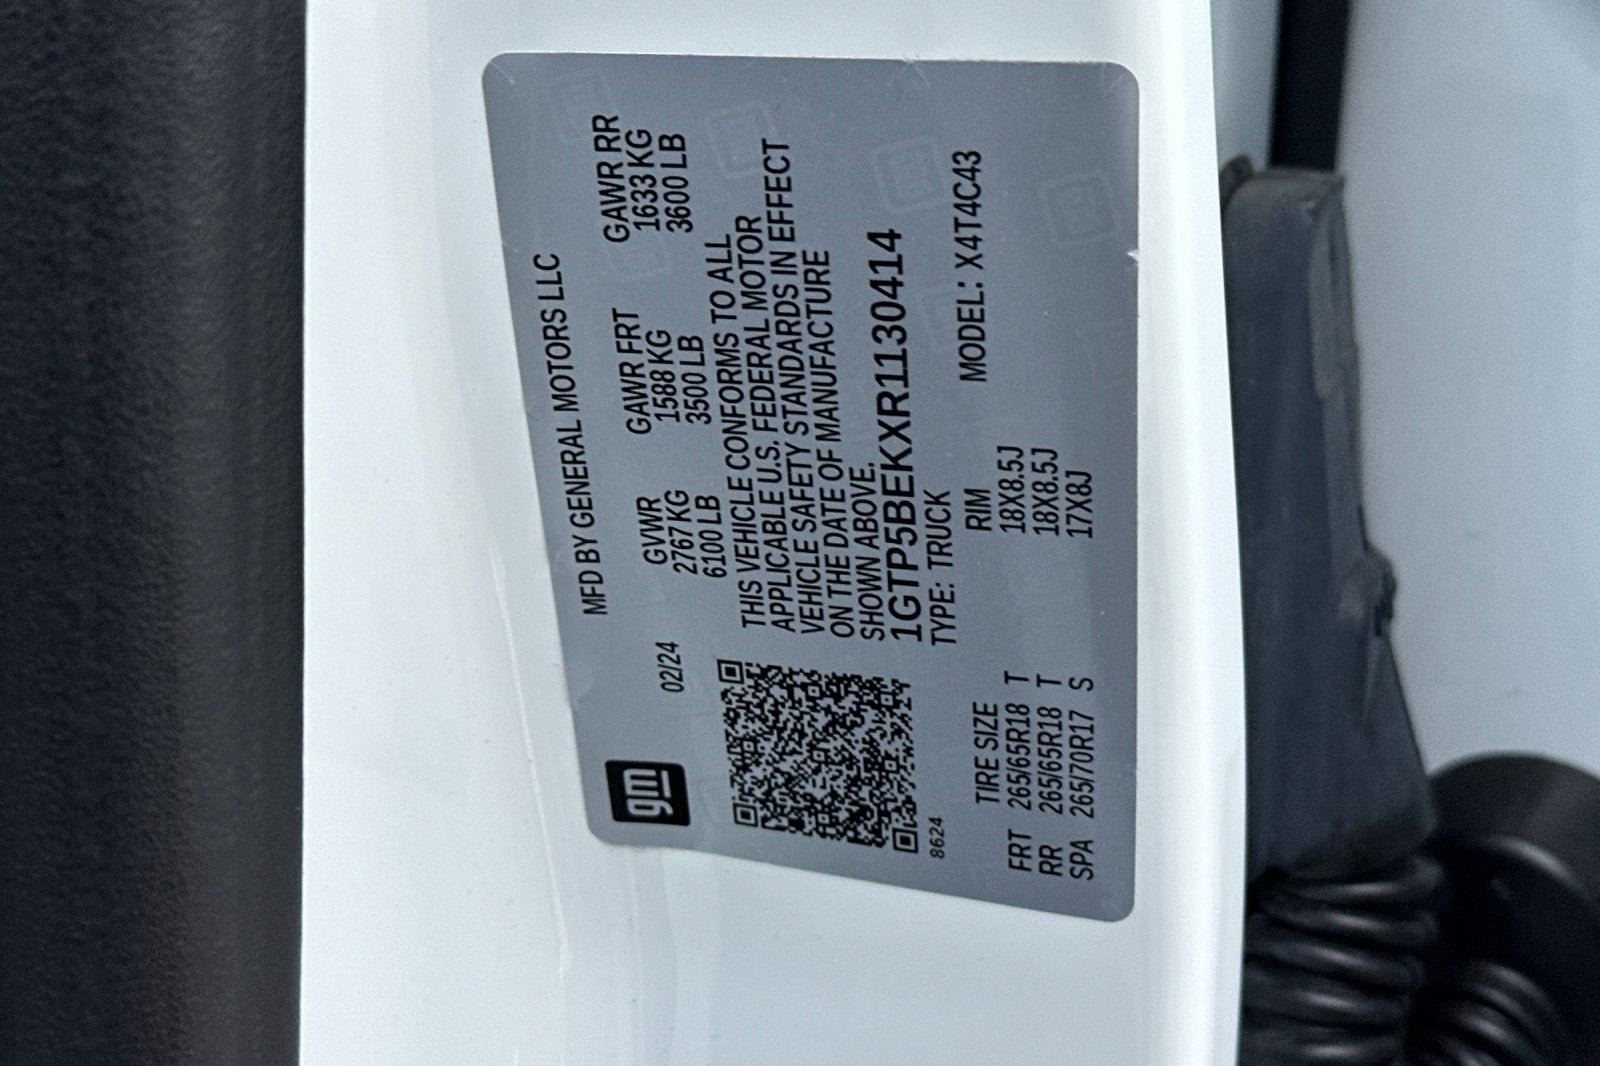 gm
MFD BY GENERAL MOTORS LLC
02/24
GVWR GAWR FRT GAWR RR
2767 KG 1588 KG 1633 KG
6100 LB 3500 LB 3600 LB
THIS VEHICLE CONFORMS TO ALL
APPLICABLE U.S. FEDERAL MOTOR
VEHICLE SAFETY STANDARDS IN EFFECT
ON THE DATE OF MANUFACTURE
SHOWN ABOVE.
1GTP5BEKXR1130414
TYPE: TRUCK MODEL: X4T4C43
8624
TIRE SIZE RIM
FRT 265/65R18 T 18X8.5J
RR 265/65R18 T 18X8.5J
SPA 265/70R17 S 17X8J